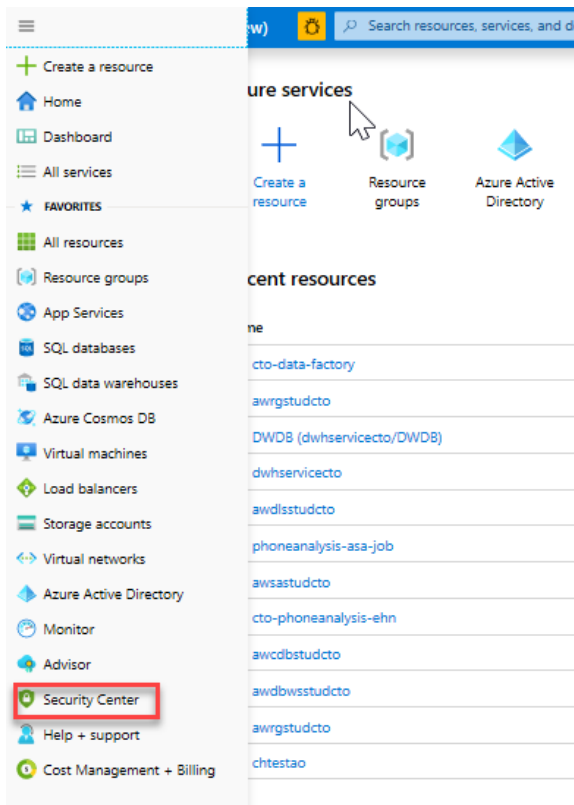 w)
Search resources, services, and d
Create a resource
Home
Dashboard
All services
FAVORITES
All resources
Resource groups
App Services
SQL databases
SQL data warehouses
Azure Cosmos DB
Virtual machines
Load balancers
Storage accounts
Virtual networks
Azure Active Directory
Monitor
Advisor
Security Center
Help + support
Cost Management + Billing
ure services
Create a
resource
Resource
groups
Azure Active
Directory
cent resources
me
cto-data-factory
awrgstudcto
DWDB (dwhservicecto/DWDB)
dwhservicecto
awdlsstudcto
phoneanalysis-asa-job
awsastudcto
cto-phoneanalysis-ehn
awcdbstudcto
awdbwsstudcto
awrgstudcto
chtestao